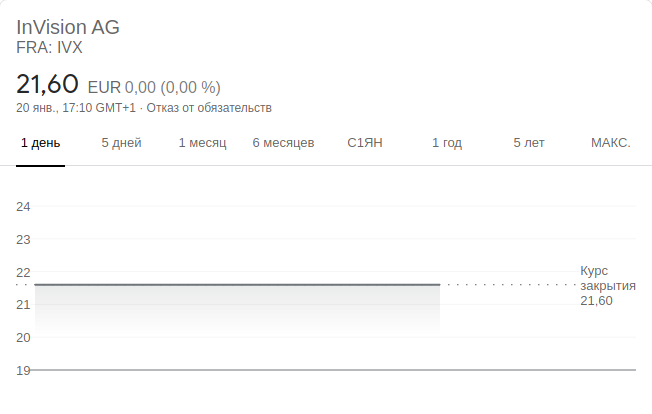 InVision AG
FRA: IVX
21,60 EUR 0,00 (0,00 %)
20 янв., 17:10 GMT+1 · Отказ от обязательств
1 день 5 дней 1 месяц 6 месяцев С1ЯН 1 год 5 лет МАКС.
24
23
22
21
20
19
Курс
закрытия
21,60